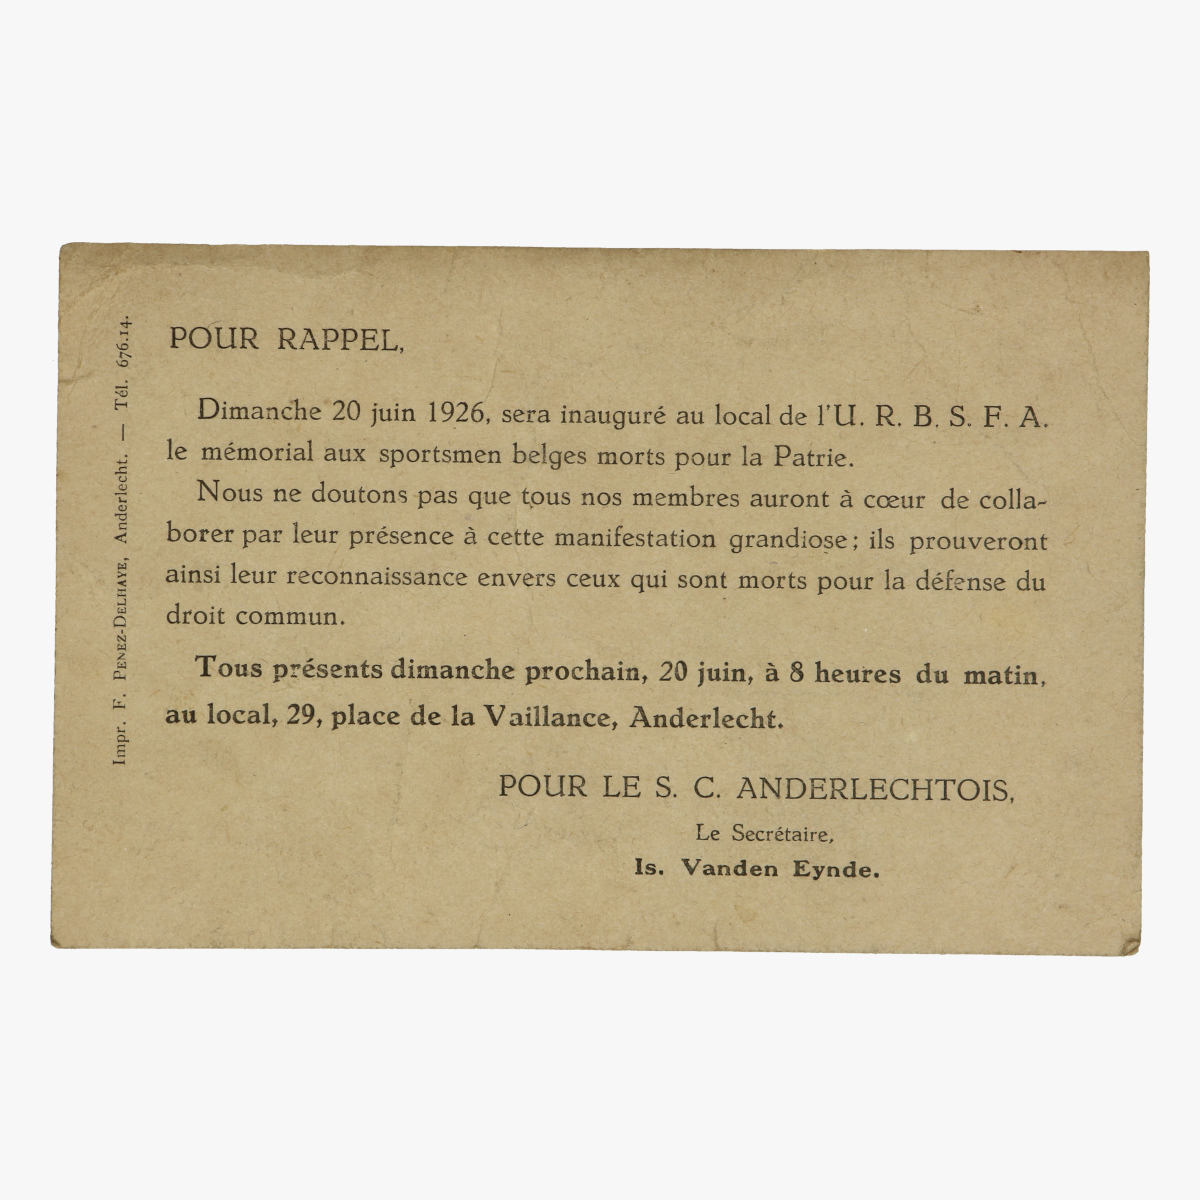 POUR RAPPEL,
Dimanche 20 juin 1926, sera inauguré au local de l'U. R. B. S. F. A.
le mémorial aux sportsmen belges morts pour la Patrie.
Nous ne doutons pas que tous nos membres auront à cœur de colla-
borer par leur présence à cette manifestation grandiose; ils prouveront
ainsi leur reconnaissance envers ceux qui sont morts pour la défense du
droit commun.
Tous présents dimanche prochain, 20 juin, à 8 heures du matin,
au local, 29, place de la Vaillance, Anderlecht.
POUR LE S. C. ANDERLECHTOIS,
Le Secrétaire,
Is. Vanden Eynde.
Impr. F. PENEZ-DELHAYE, Anderlecht. — Tél. 676.14.